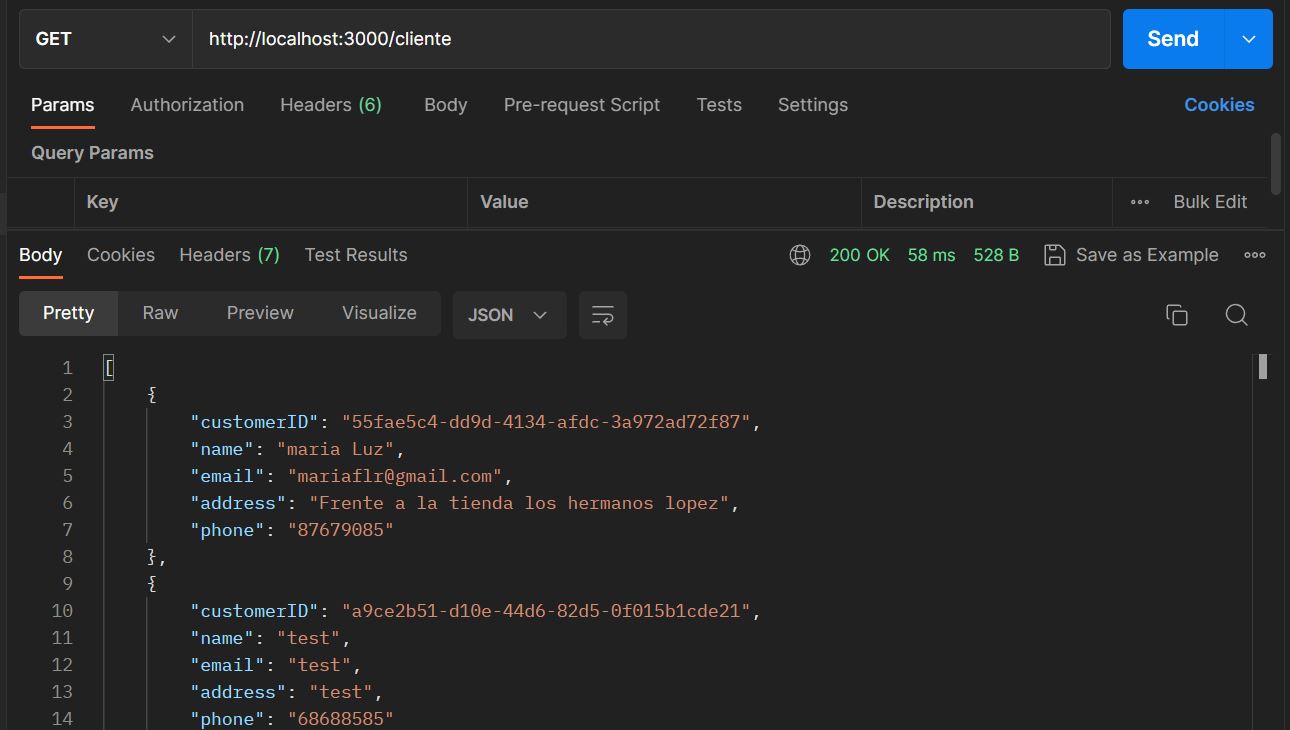 GET http://localhost:3000/cliente Send
Params Authorization Headers (6) Body Pre-request Script Tests Settings Cookies
Query Params
Key Value Description Bulk Edit
Body Cookies Headers (7) Test Results 200 OK 58 ms 528 B Save as Example
Pretty Raw Preview Visualize JSON
1 [
2 {
3 "customerID": "55fae5c4-dd9d-4134-afdc-3a972ad72f87",
4 "name": "maria Luz",
5 "email": "mariaflr@gmail.com",
6 "address": "Frente a la tienda los hermanos lopez",
7 "phone": "87679085"
8 },
9 {
10 "customerID": "a9ce2b51-d10e-44d6-82d5-0f015b1cde21",
11 "name": "test",
12 "email": "test",
13 "address": "test",
14 "phone": "68688585"